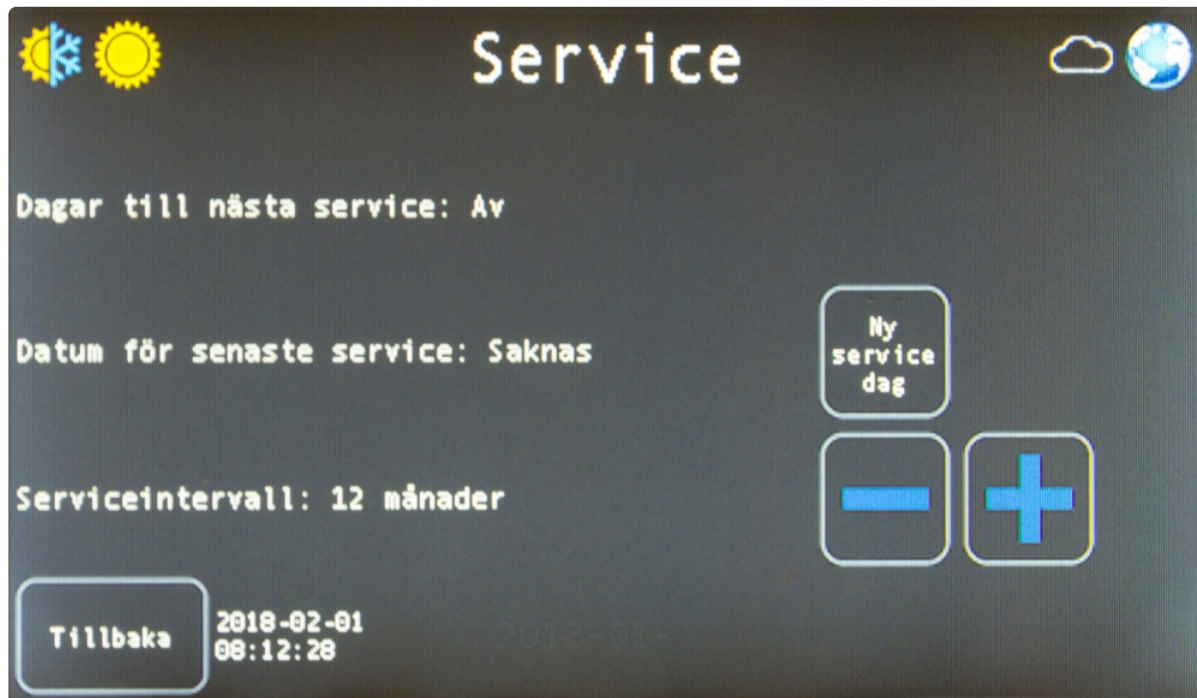 Service
Dagar till nästa service: Av
Datum för senaste service: Saknas
Ny
service
dag
Serviceintervall: 12 månader
Tillbaka
2018-02-01
08:12:28